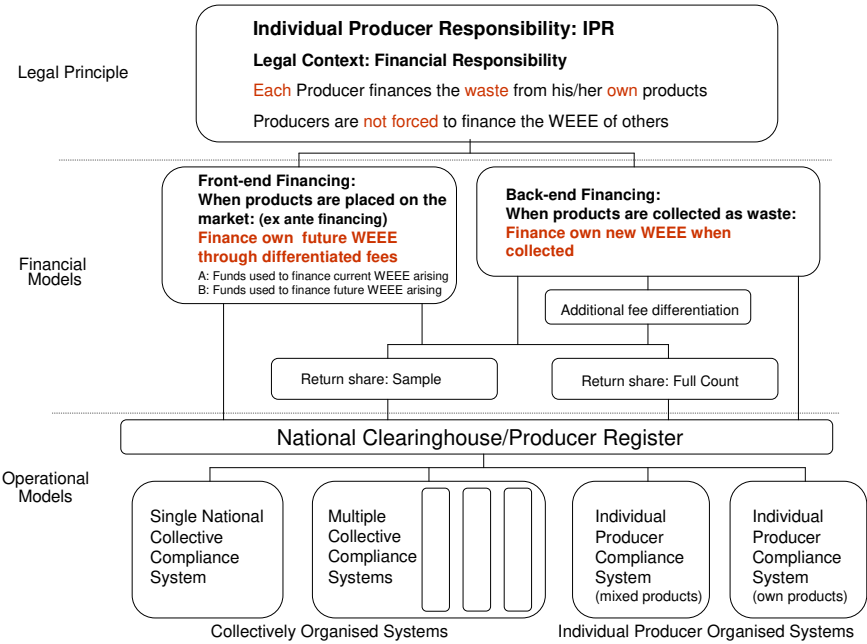 Individual Producer Responsibility: IPR
Legal Context: Financial Responsibility
Legal Principle
Each Producer finances the waste from his/her own products
Producers are not forced to finance the WEEE of others
Front-end Financing:
When products are placed on the
market: (ex ante financing)
Finance own future WEEE
through differentiated fees
A: Funds used to finance current WEEE arising
B: Funds used to finance future WEEE arising
Back-end Financing:
When products are collected as waste:
Finance own new WEEE when
collected
Financial
Models
Additional fee differentiation
Return share: Sample
Return share: Full Count
National Clearinghouse/Producer Register
Operational
Models
Single National
Collective
Compliance
System
Multiple
Collective
Compliance
Systems
Individual
Producer
Compliance
System
(mixed products)
Individual
Producer
Compliance
System
(own products)
Collectively Organised Systems
Individual Producer Organised Systems